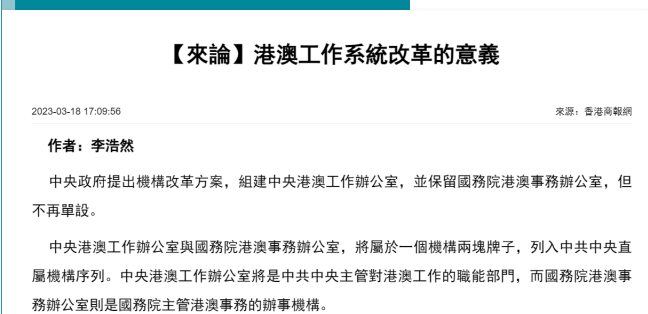 【來論】港澳工作系統改革的意義
2023-03-18 17:09:56
來源：香港商報網
作者：李浩然
中央政府提出機構改革方案，組建中央港澳工作辦公室，並保留國務院港澳事務辦公室，但
不再單設。
中央港澳工作辦公室與國務院港澳事務辦公室，將屬於一個機構兩塊牌子，列入中共中央直
屬機構序列。中央港澳工作辦公室將是中共中央主管對港澳工作的職能部門，而國務院港澳事
務辦公室則是國務院主管港澳事務的辦事機構。